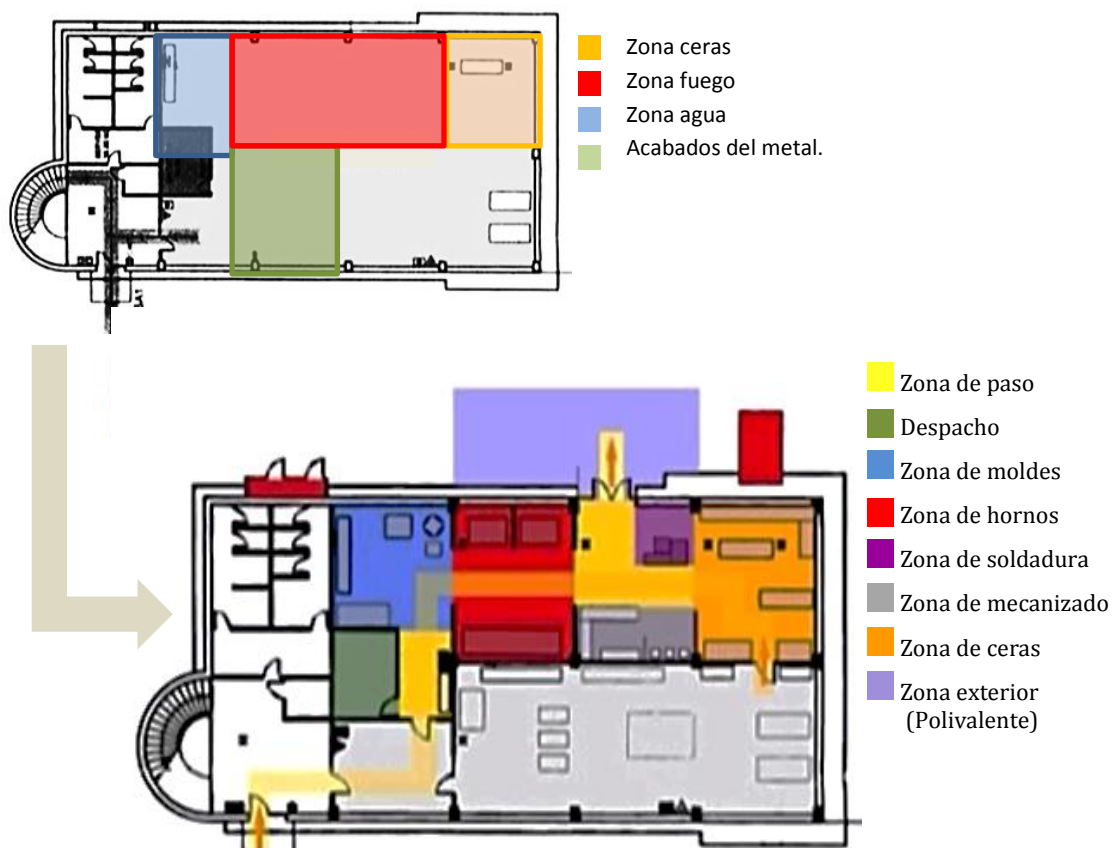 Zona ceras
Zona fuego
Zona agua
Acabados del metal.
Zona de paso
Despacho
Zona de moldes
Zona de hornos
Zona de soldadura
Zona de mecanizado
Zona de ceras
Zona exterior
(Polivalente)